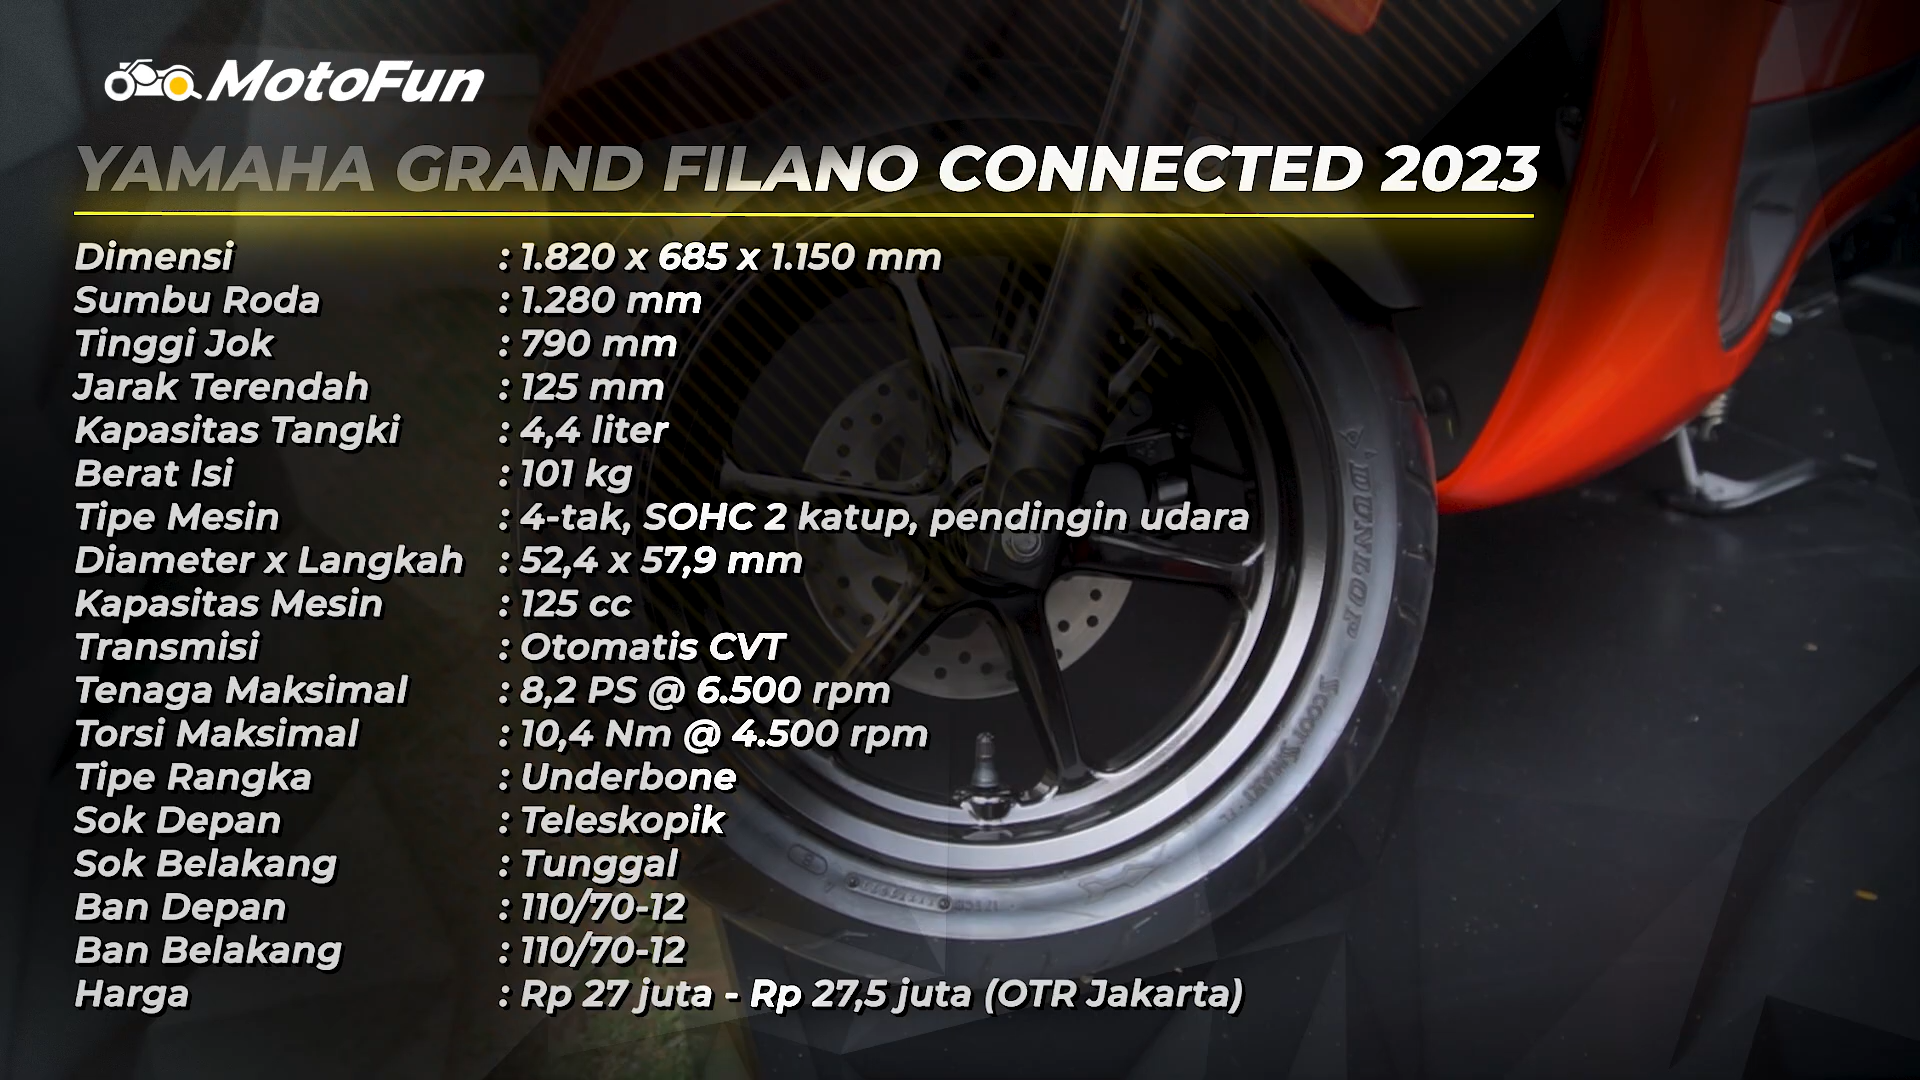 MotoFun
YAMAHA GRAND FILANO CONNECTED 2023
Dimensi : 1.820 x 685 x 1.150 mm
Sumbu Roda : 1.280 mm
Tinggi Jok : 790 mm
Jarak Terendah : 125 mm
Kapasitas Tangki : 4,4 liter
Berat Isi : 101 kg
Tipe Mesin : 4-tak, SOHC 2 katup, pendingin udara
Diameter x Langkah : 52,4 x 57,9 mm
Kapasitas Mesin : 125 cc
Transmisi : Otomatis CVT
Tenaga Maksimal : 8,2 PS @ 6.500 rpm
Torsi Maksimal : 10,4 Nm @ 4.500 rpm
Tipe Rangka : Underbone
Sok Depan : Teleskopik
Sok Belakang : Tunggal
Ban Depan : 110/70-12
Ban Belakang : 110/70-12
Harga : Rp 27 juta - Rp 27,5 juta (OTR Jakarta)
DUNLOP